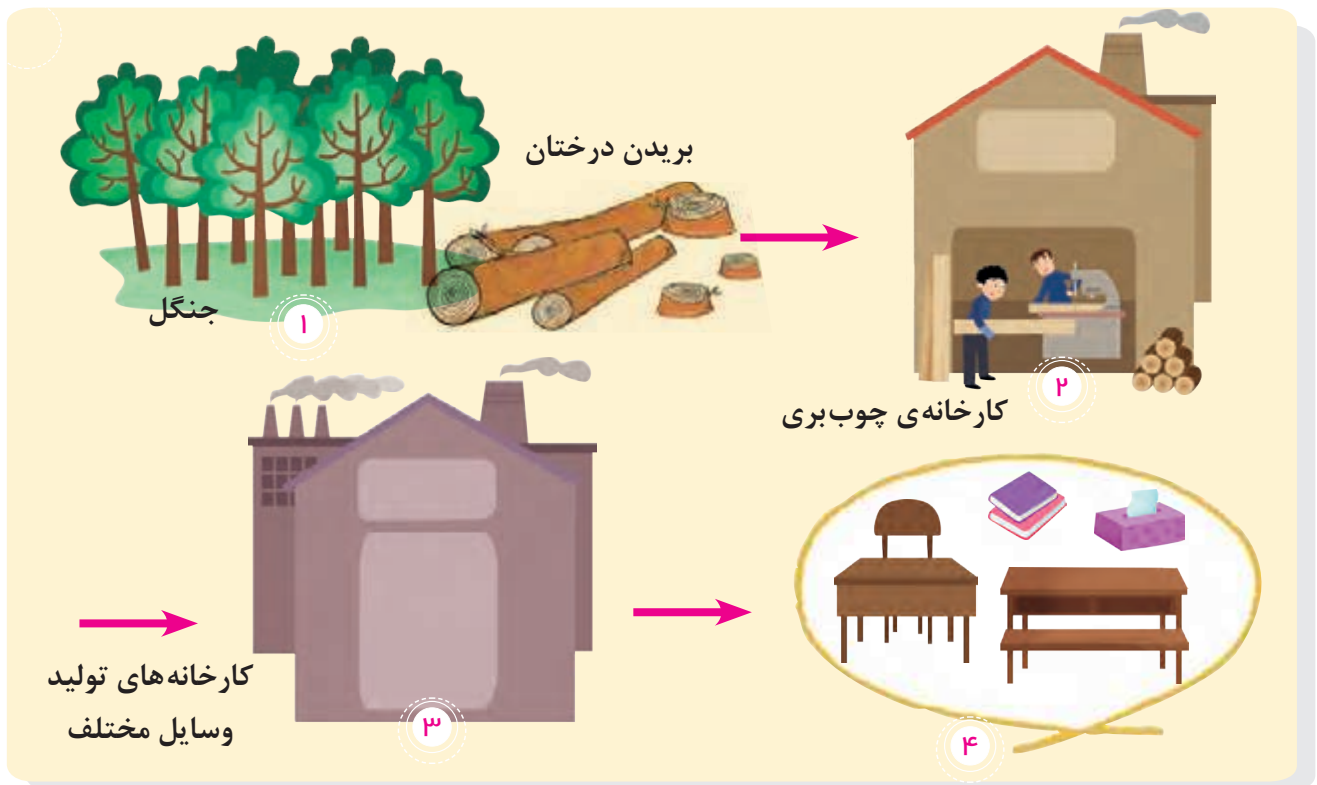 بریدن درختان
جنگل
۱
۲
کارخانه‌ی چوب‌بری
کارخانه‌های تولید
وسایل مختلف
۳
۴